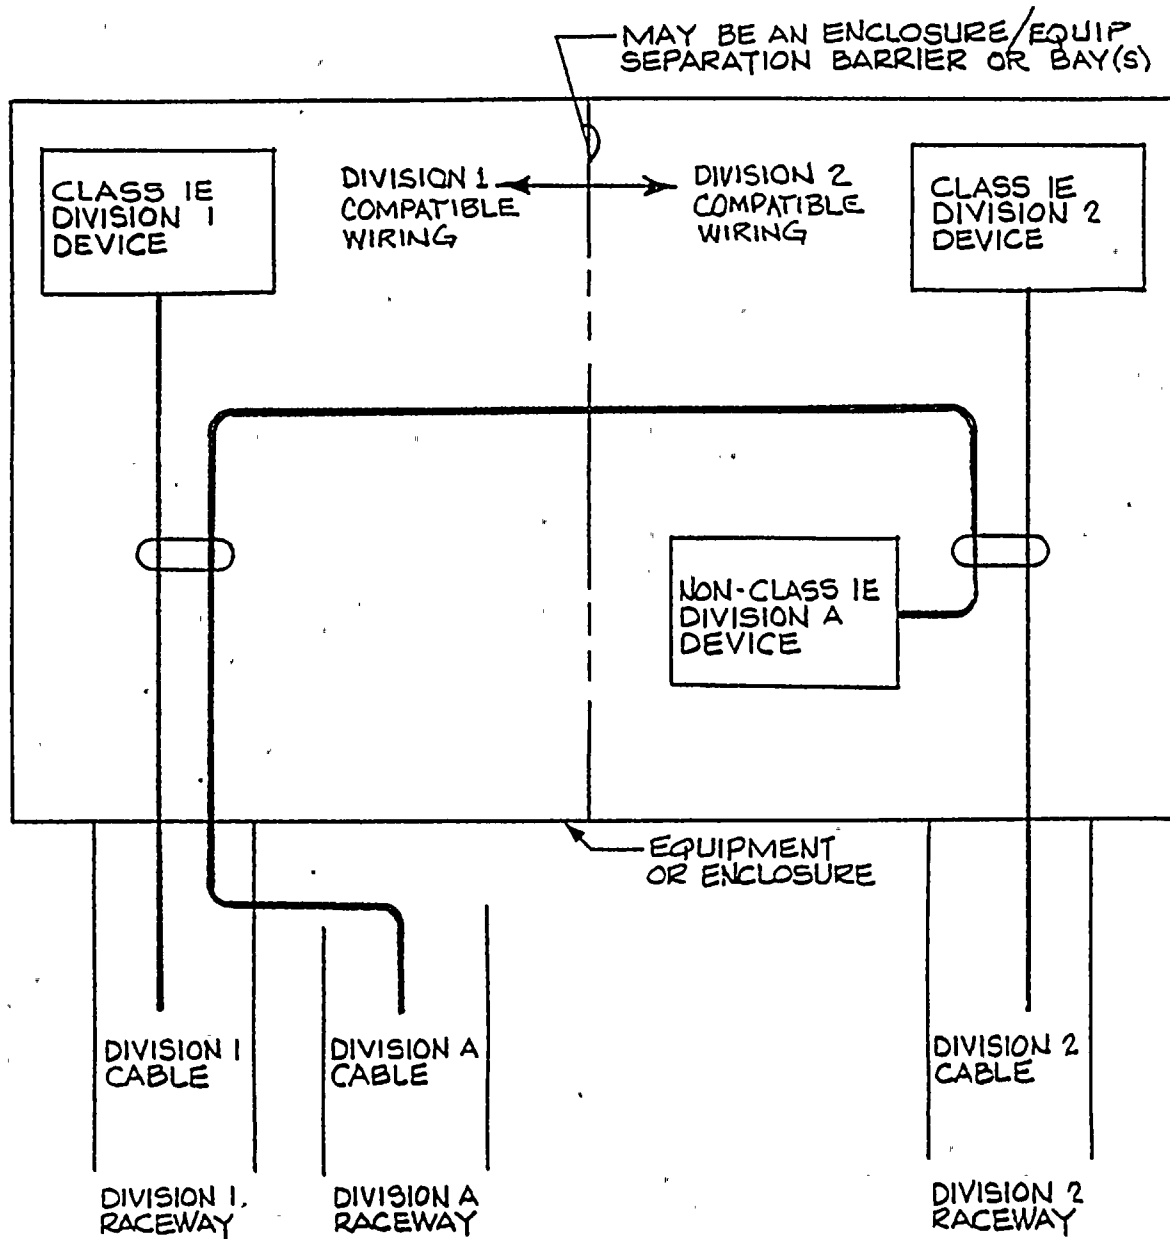 MAY BE AN ENCLOSURE/EQUIP
SEPARATION BARRIER OR BAY(S)
CLASS IE
DIVISION 1
DEVICE
DIVISION 1
COMPATIBLE
WIRING
DIVISION 2
COMPATIBLE
WIRING
CLASS IE
DIVISION 2
DEVICE
NON-CLASS IE
DIVISION A
DEVICE
EQUIPMENT
OR ENCLOSURE
DIVISION 1
CABLE
DIVISION A
CABLE
DIVISION 2
CABLE
DIVISION 1
RACEWAY
DIVISION A
RACEWAY
DIVISION 2
RACEWAY